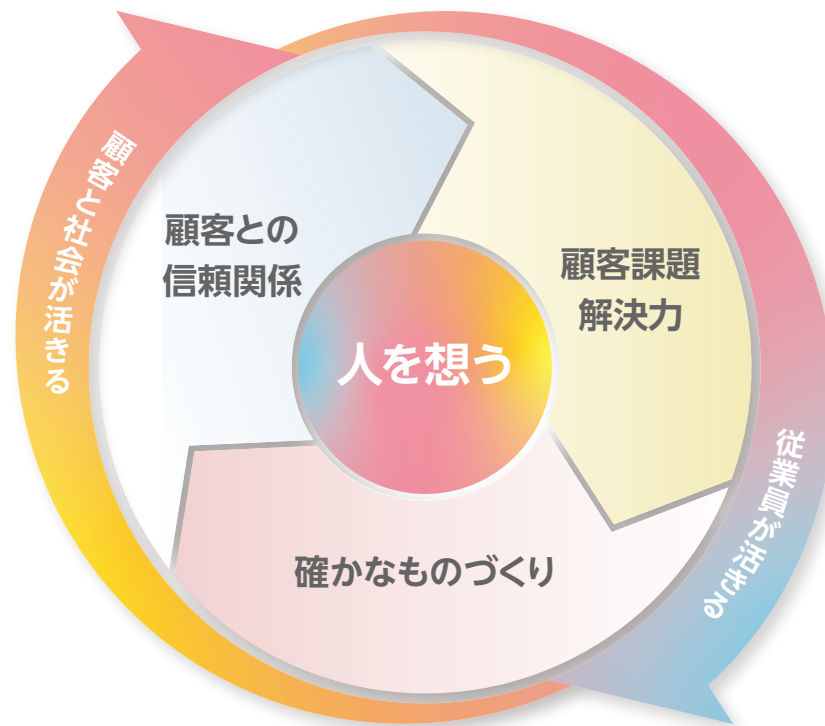 顧客と社会が活きる
顧客との
信頼関係
顧客課題
解決力
人を想う
確かなものづくり
従業員が活きる